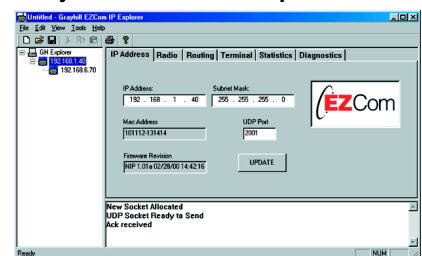 Untitled - Grayhill EZCom IP Explorer
File Edit View Tools Help
GH Explorer
192.168.1.40
192.168.6.70
IP Address Radio Routing Terminal Statistics Diagnostics
IP Address: Subnet Mask:
192 . 168 . 1 . 40 255 . 255 . 255 . 0
EZCom
Mac Address UDP Port
101112-131414 2001
Firmware Revision
NIP 1.01a 02/28/00 14:42:16 UPDATE
New Socket Allocated
UDP Socket Ready to Send
Ack received
Ready NUM